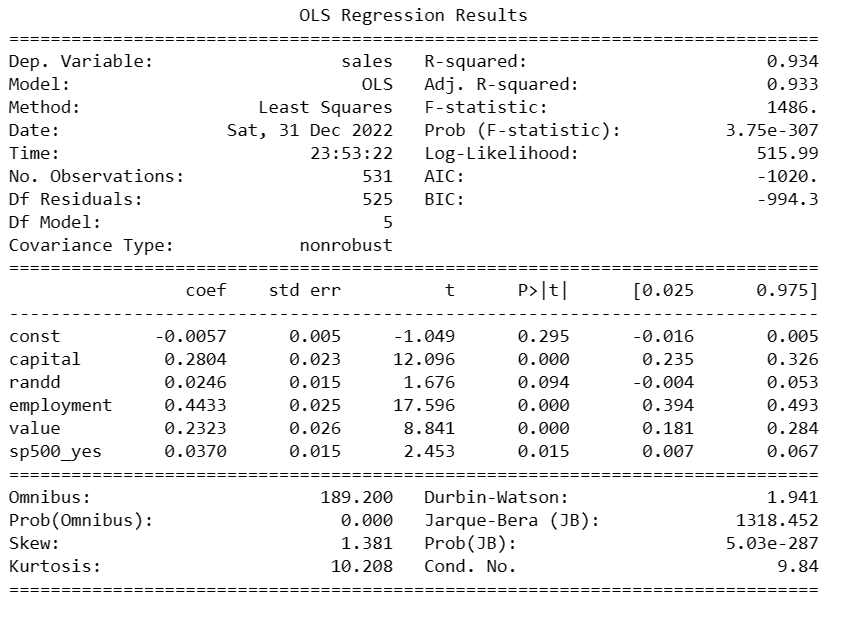 OLS Regression Results
==============================================================================
Dep. Variable:                  sales   R-squared:                       0.934
Model:                            OLS   Adj. R-squared:                  0.933
Method:                 Least Squares   F-statistic:                     1486.
Date:                Sat, 31 Dec 2022   Prob (F-statistic):          3.75e-307
Time:                        23:53:22   Log-Likelihood:                 515.99
No. Observations:                 531   AIC:                            -1020.
Df Residuals:                     525   BIC:                            -994.3
Df Model:                           5
Covariance Type:            nonrobust
==============================================================================
                 coef    std err          t      P>|t|      [0.025      0.975]
------------------------------------------------------------------------------
const         -0.0057      0.005     -1.049      0.295      -0.016       0.005
capital        0.2804      0.023     12.096      0.000       0.235       0.326
randd          0.0246      0.015      1.676      0.094      -0.004       0.053
employment     0.4433      0.025     17.596      0.000       0.394       0.493
value          0.2323      0.026      8.841      0.000       0.181       0.284
sp500_yes      0.0370      0.015      2.453      0.015       0.007       0.067
==============================================================================
Omnibus:                      189.200   Durbin-Watson:                   1.941
Prob(Omnibus):                  0.000   Jarque-Bera (JB):             1318.452
Skew:                           1.381   Prob(JB):                    5.03e-287
Kurtosis:                      10.208   Cond. No.                         9.84
==============================================================================